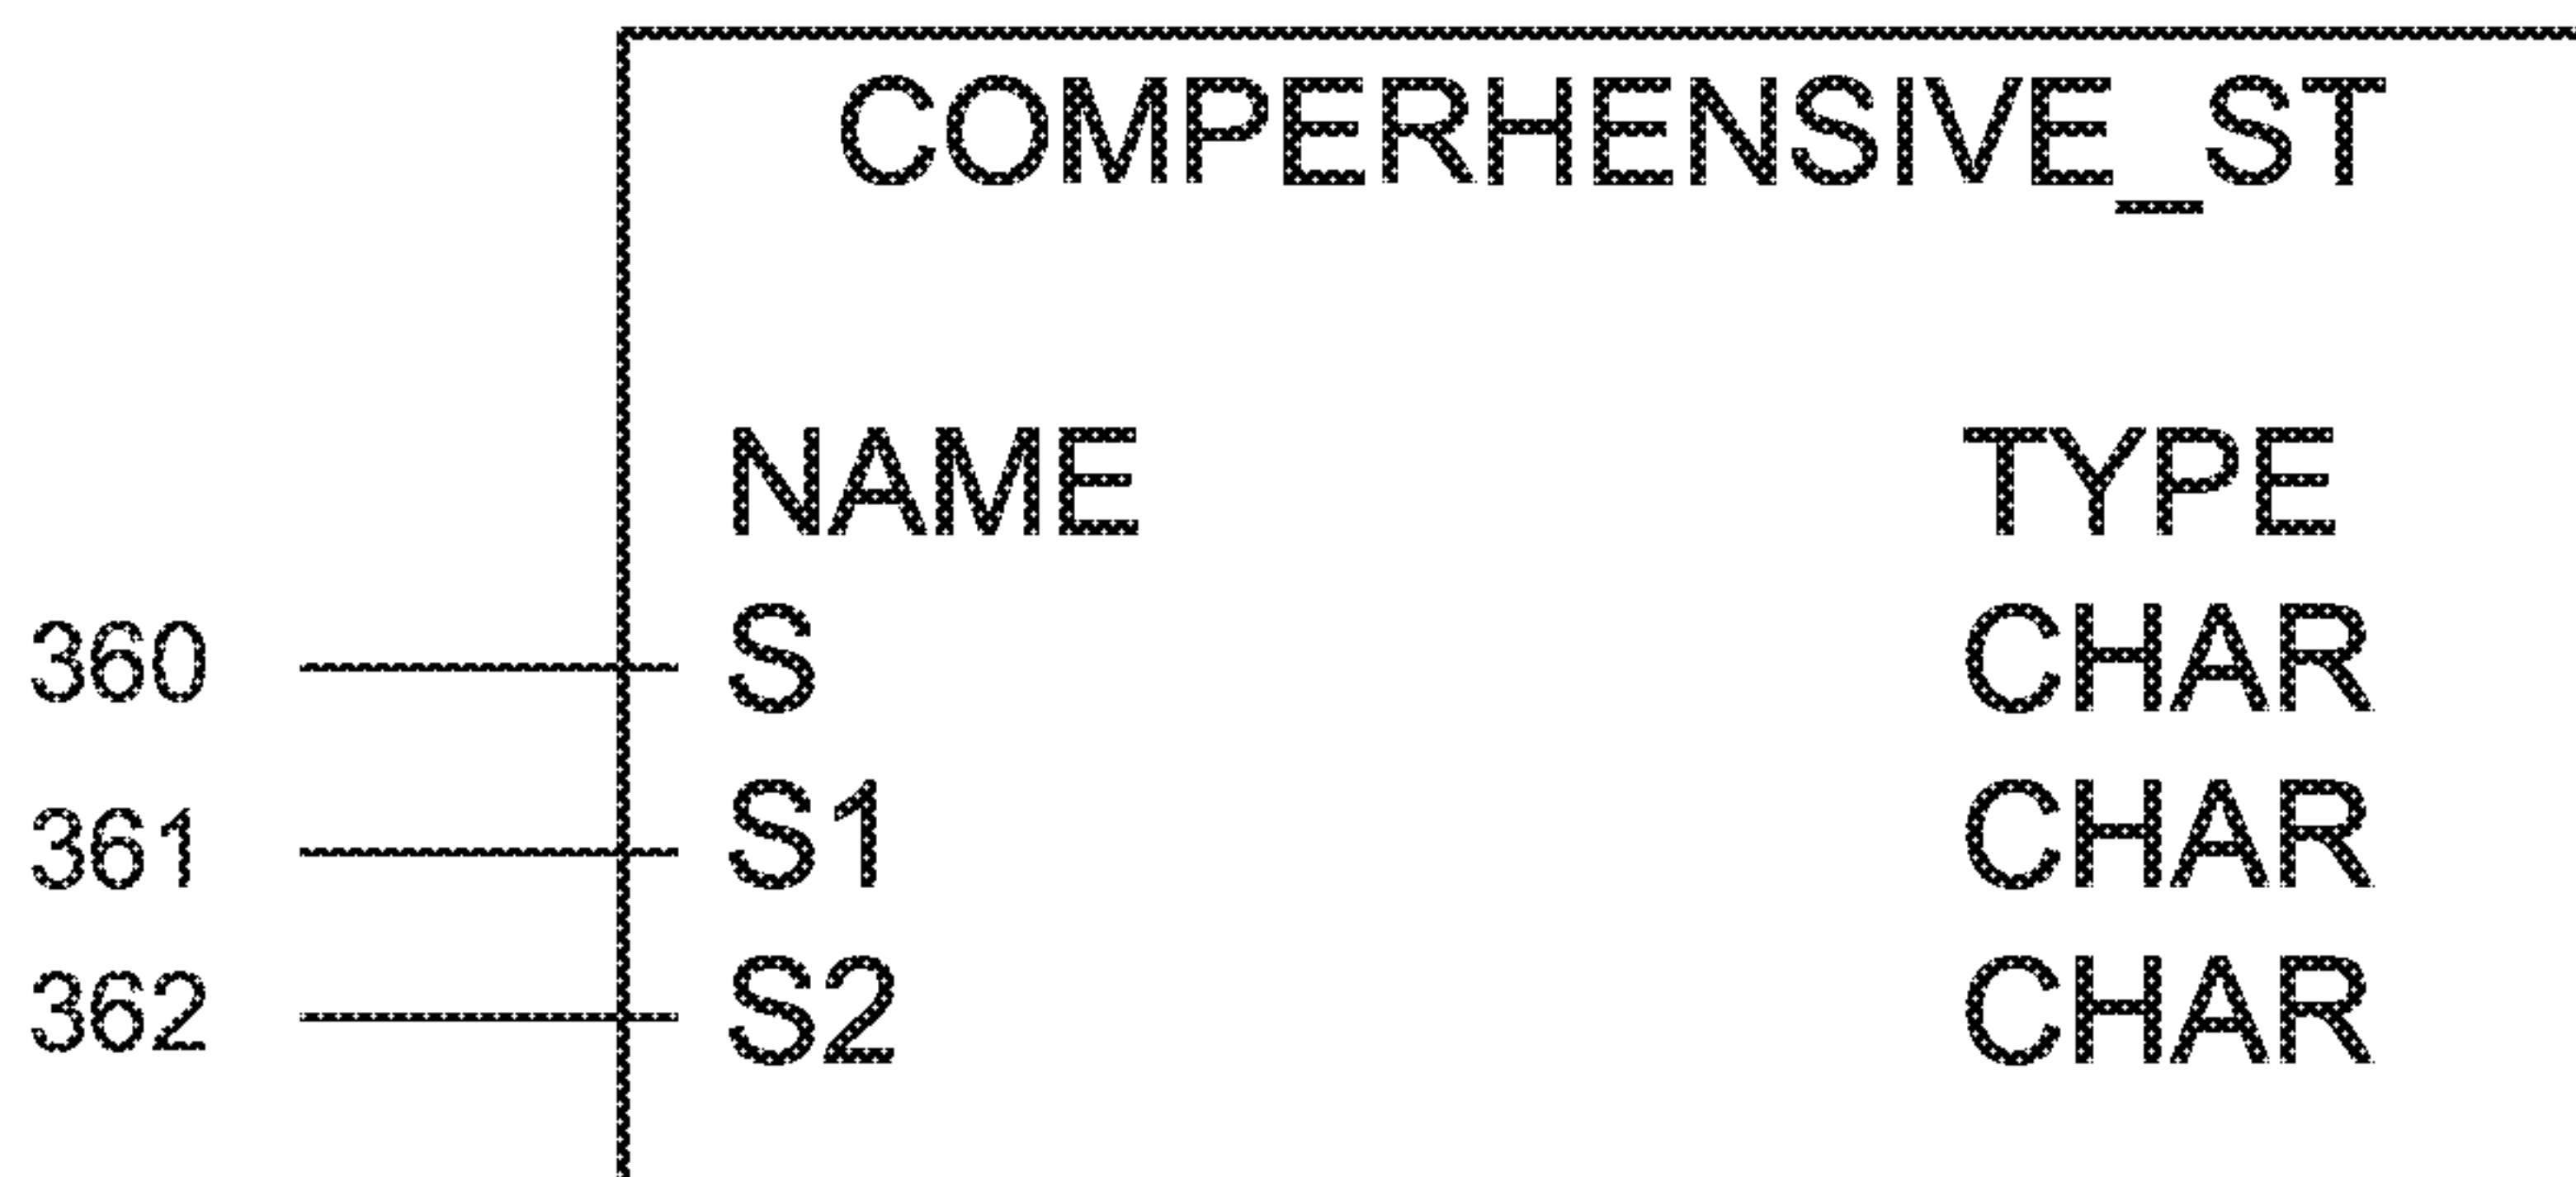 COMPERHENSIVE_ST
NAME TYPE
360 S CHAR
361 S1 CHAR
362 S2 CHAR